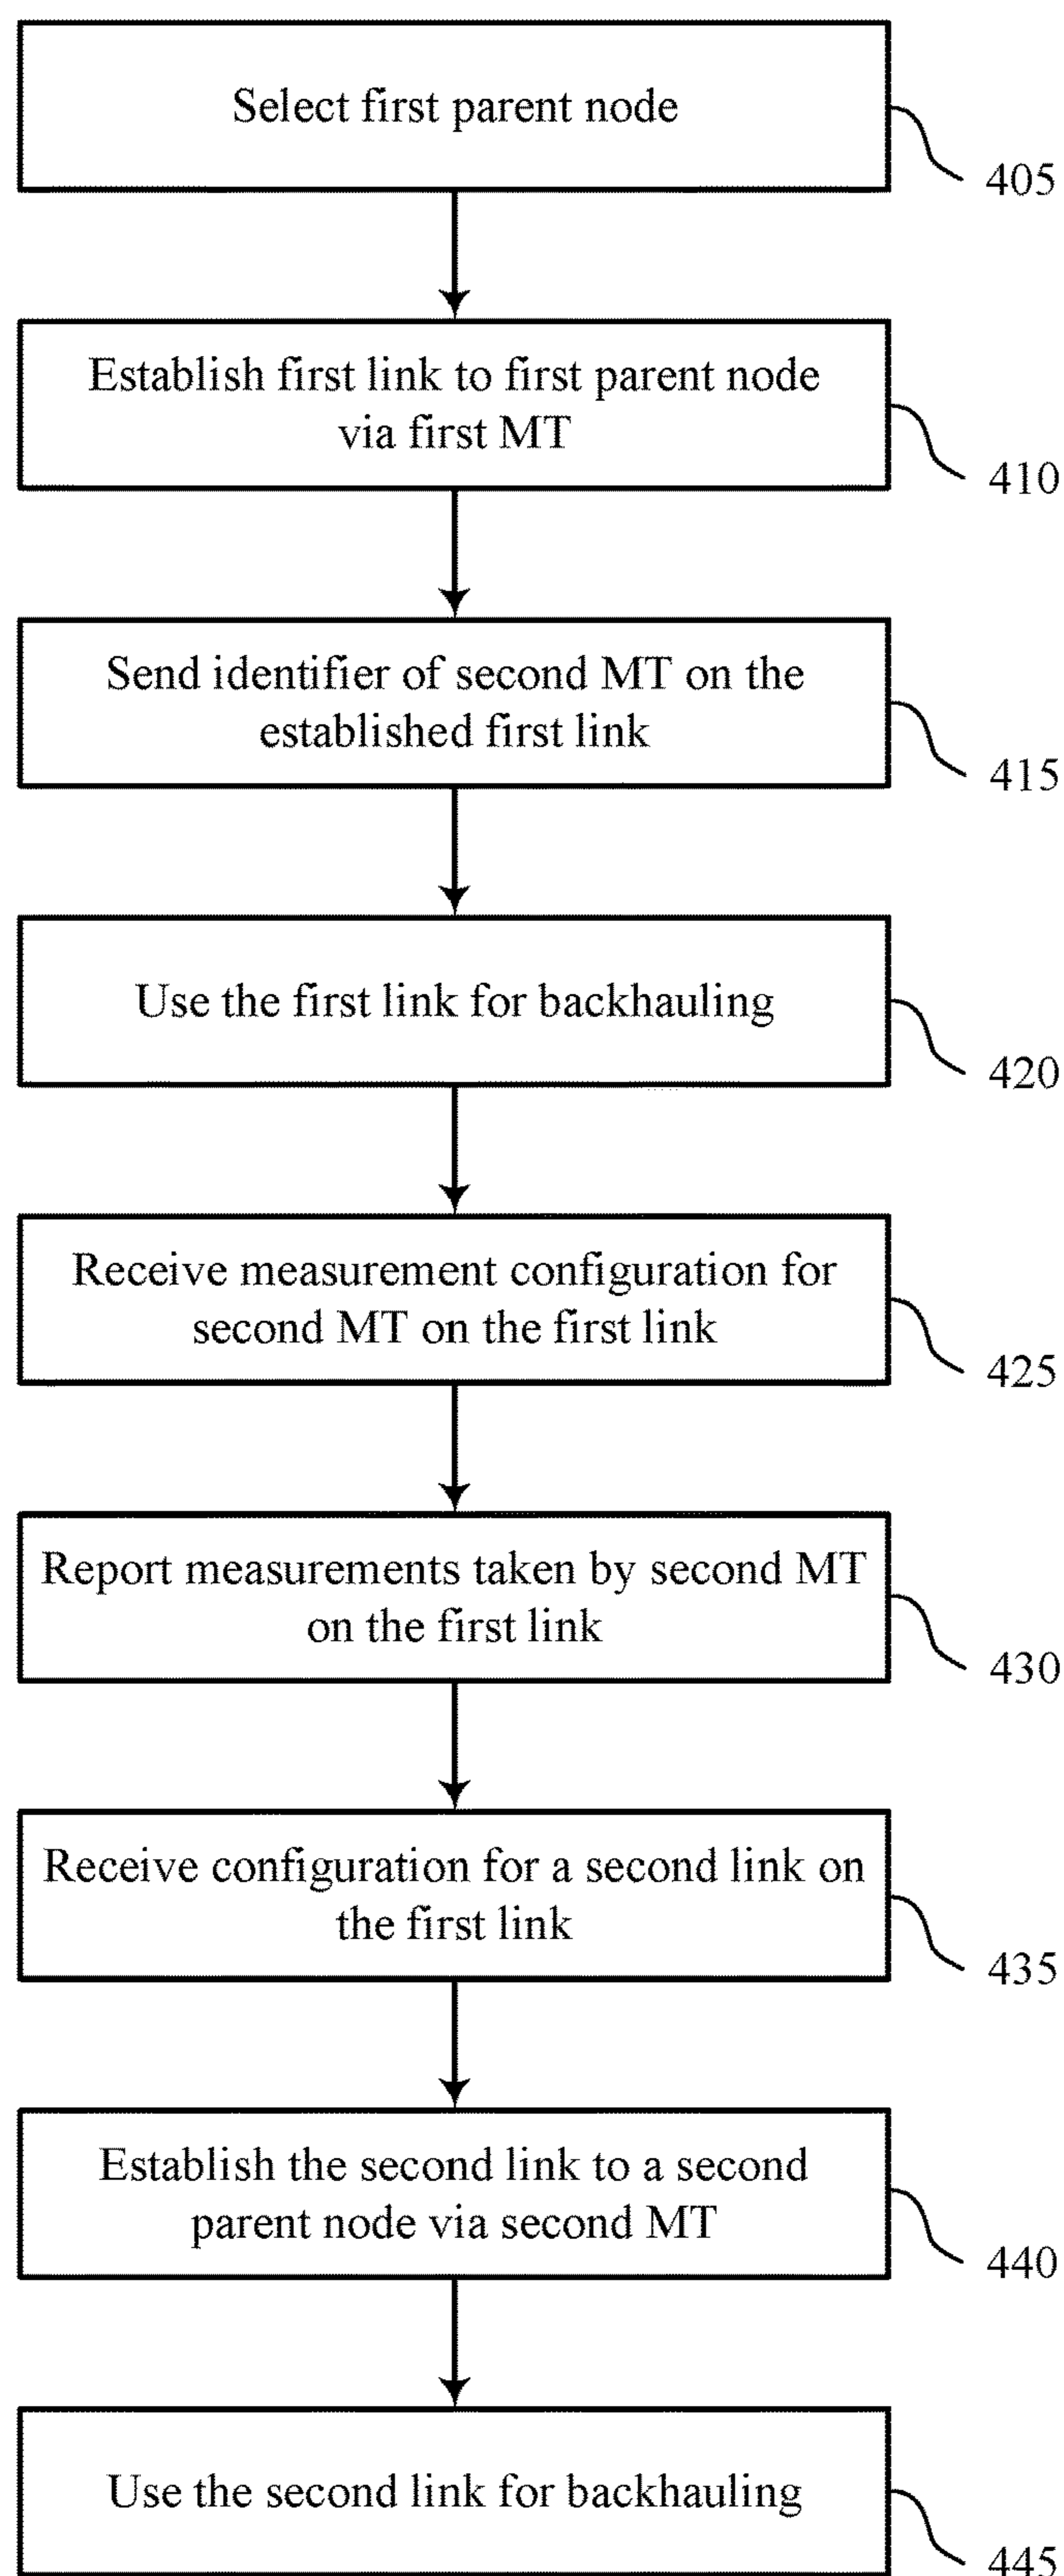 Select first parent node
405
Establish first link to first parent node
via first MT
410
Send identifier of second MT on the
established first link
415
Use the first link for backhauling
420
Receive measurement configuration for
second MT on the first link
425
Report measurements taken by second MT
on the first link
430
Receive configuration for a second link on
the first link
435
Establish the second link to a second
parent node via second MT
440
Use the second link for backhauling
445